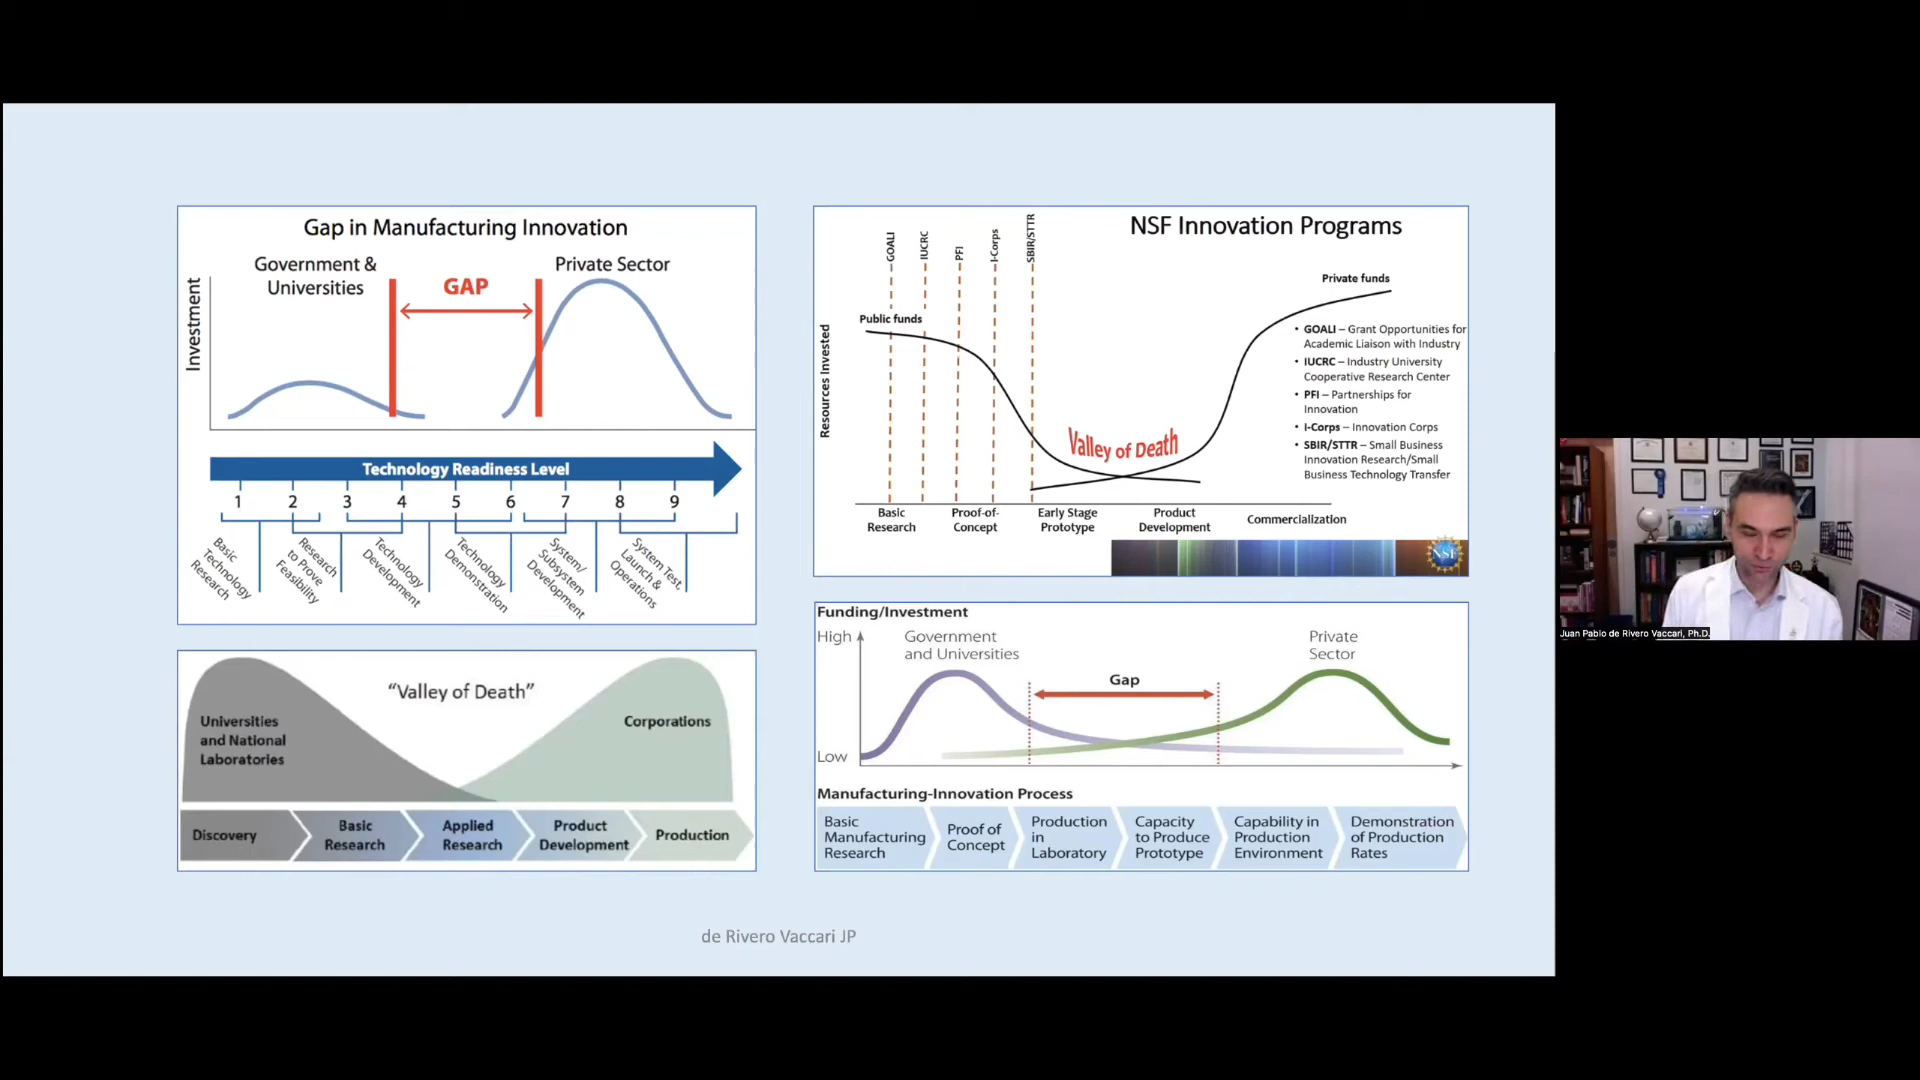 Gap in Manufacturing Innovation
Government &
Universities
GAP
Private Sector
Investment
Technology Readiness Level
1 2 3 4 5 6 7 8 9
Basic
Technology
Research
Research
to Prove
Feasibility
Technology
Development
Technology
Demonstration
System/
Subsystem
Development
System Test,
Launch &
Operations
NSF Innovation Programs
GOALI
IUCRC
PFI
I-Corps
SBIR/STTR
Private funds
Public funds
Resources Invested
Valley of Death
• GOALI – Grant Opportunities for
Academic Liaison with Industry
• IUCRC – Industry University
Cooperative Research Center
• PFI – Partnerships for
Innovation
• I-Corps – Innovation Corps
• SBIR/STTR – Small Business
Innovation Research/Small
Business Technology Transfer
Basic
Research
Proof-of-
Concept
Early Stage
Prototype
Product
Development
Commercialization
NSF
“Valley of Death”
Universities
and National
Laboratories
Corporations
Discovery
Basic
Research
Applied
Research
Product
Development
Production
Funding/Investment
High
Government
and Universities
Private
Sector
Gap
Low
Manufacturing-Innovation Process
Basic
Manufacturing
Research
Proof of
Concept
Production
in
Laboratory
Capacity
to Produce
Prototype
Capability in
Production
Environment
Demonstration
of Production
Rates
de Rivero Vaccari JP
Juan Pablo de Rivero Vaccari, Ph.D.